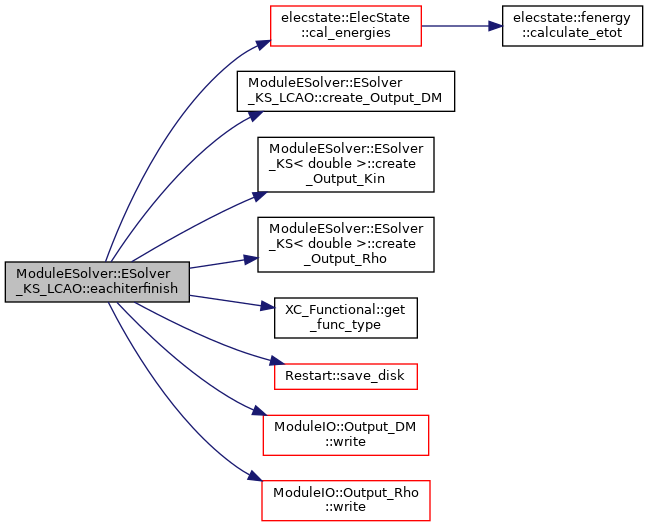 elecstate::ElecState
::cal_energies
elecstate::fenergy
::calculate_etot
ModuleESolver::ESolver
_KS_LCAO::create_Output_DM
ModuleESolver::ESolver
_KS< double >::create
_Output_Kin
ModuleESolver::ESolver
_KS< double >::create
_Output_Rho
ModuleESolver::ESolver
_KS_LCAO::eachiterfinish
XC_Functional::get
_func_type
Restart::save_disk
ModuleIO::Output_DM
::write
ModuleIO::Output_Rho
::write